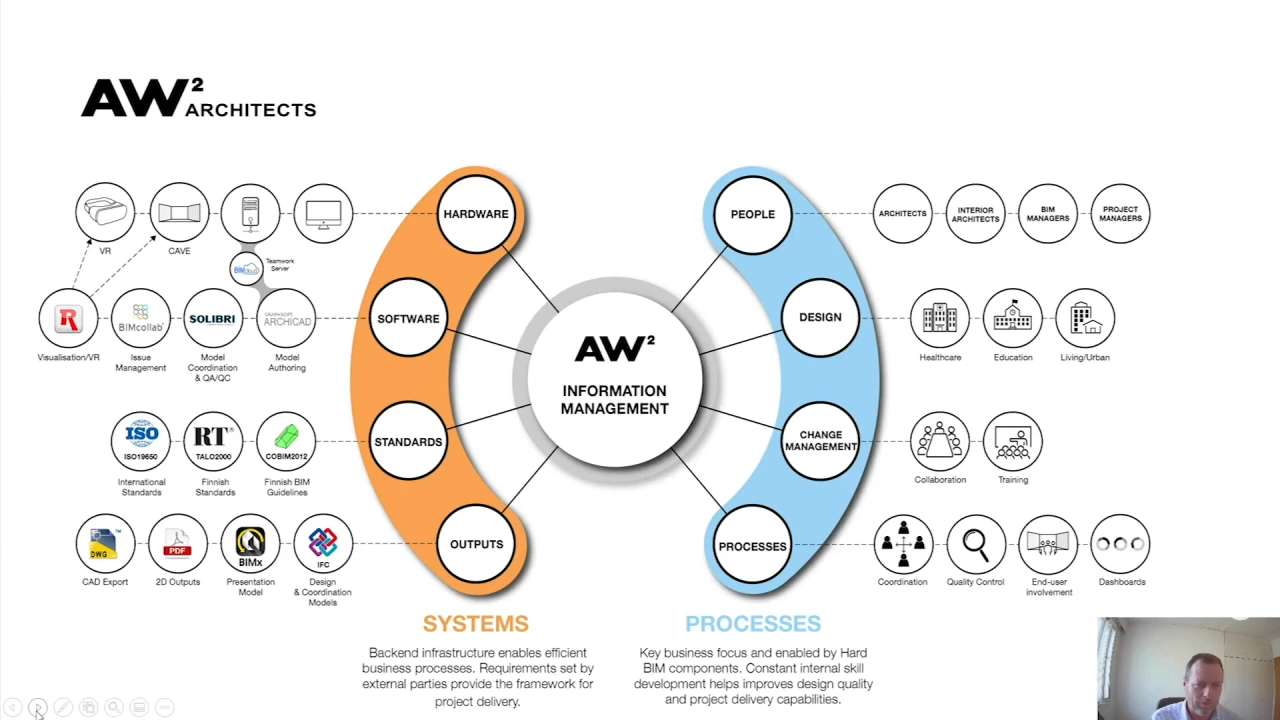 AW²
ARCHITECTS
VR
CAVE
BIMcloud
Teamwork
Server
HARDWARE
R
BIMcollab
SOLIBRI
GRAPHISOFT
ARCHICAD
Visualisation/VR
Issue
Management
Model
Coordination
& QA/QC
Model
Authoring
SOFTWARE
ISO
ISO19650
RT®
TALO2000
COBIM2012
International
Standards
Finnish
Standards
Finnish BIM
Guidelines
STANDARDS
DWG
PDF
BIMx
IFC
CAD Export
2D Outputs
Presentation
Model
Design
& Coordination
Models
OUTPUTS
AW²
INFORMATION
MANAGEMENT
PEOPLE
ARCHITECTS
INTERIOR
ARCHITECTS
BIM
MANAGERS
PROJECT
MANAGERS
DESIGN
Healthcare
Education
Living/Urban
CHANGE
MANAGEMENT
Collaboration
Training
PROCESSES
Coordination
Quality Control
End-user
involvement
Dashboards
SYSTEMS
Backend infrastructure enables efficient
business processes. Requirements set by
external parties provide the framework for
project delivery.
PROCESSES
Key business focus and enabled by Hard
BIM components. Constant internal skill
development helps improves design quality
and project delivery capabilities.